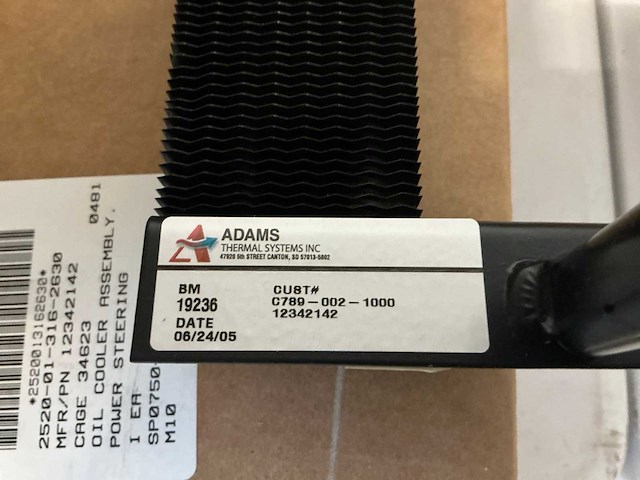 ADAMS
THERMAL SYSTEMS INC
47920 5th STREET CANTON, SD 57013-5802
BM
19236
DATE
06/24/05
CUST#
C789-002-1000
12342142
*2520013162630*
2520-01-316-2630
MFR/PN 12342142
CAGE 34623
OIL COOLER ASSEMBLY.
POWER STEERING
1 EA
SP0750
M10
0481